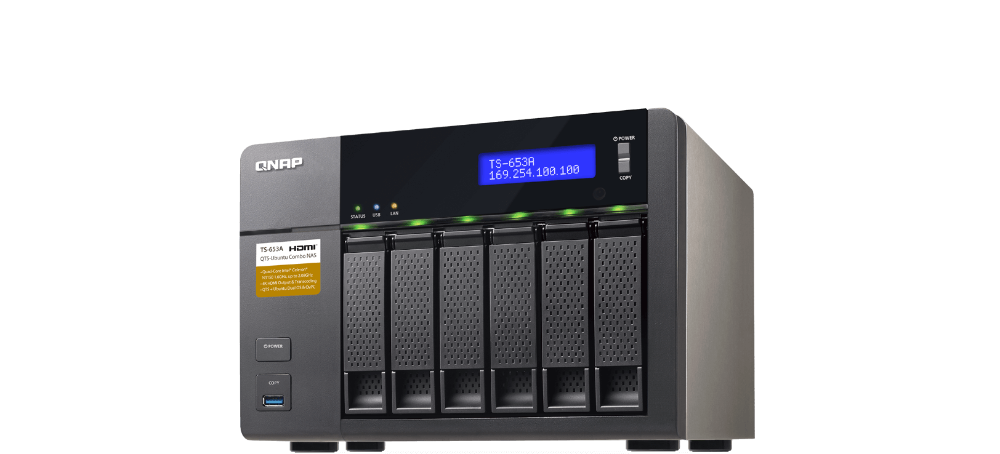 QNAP
TS-653A
169.254.100.100
POWER
COPY
STATUS USB LAN
TS-653A HDMI
QTS-Ubuntu Combo NAS
• Quad-Core Intel® Celeron®
N3150 1.6GHz, up to 2.08GHz
• 4K HDMI Output & Transcoding
• QTS + Ubuntu Dual OS & QvPC
POWER
COPY